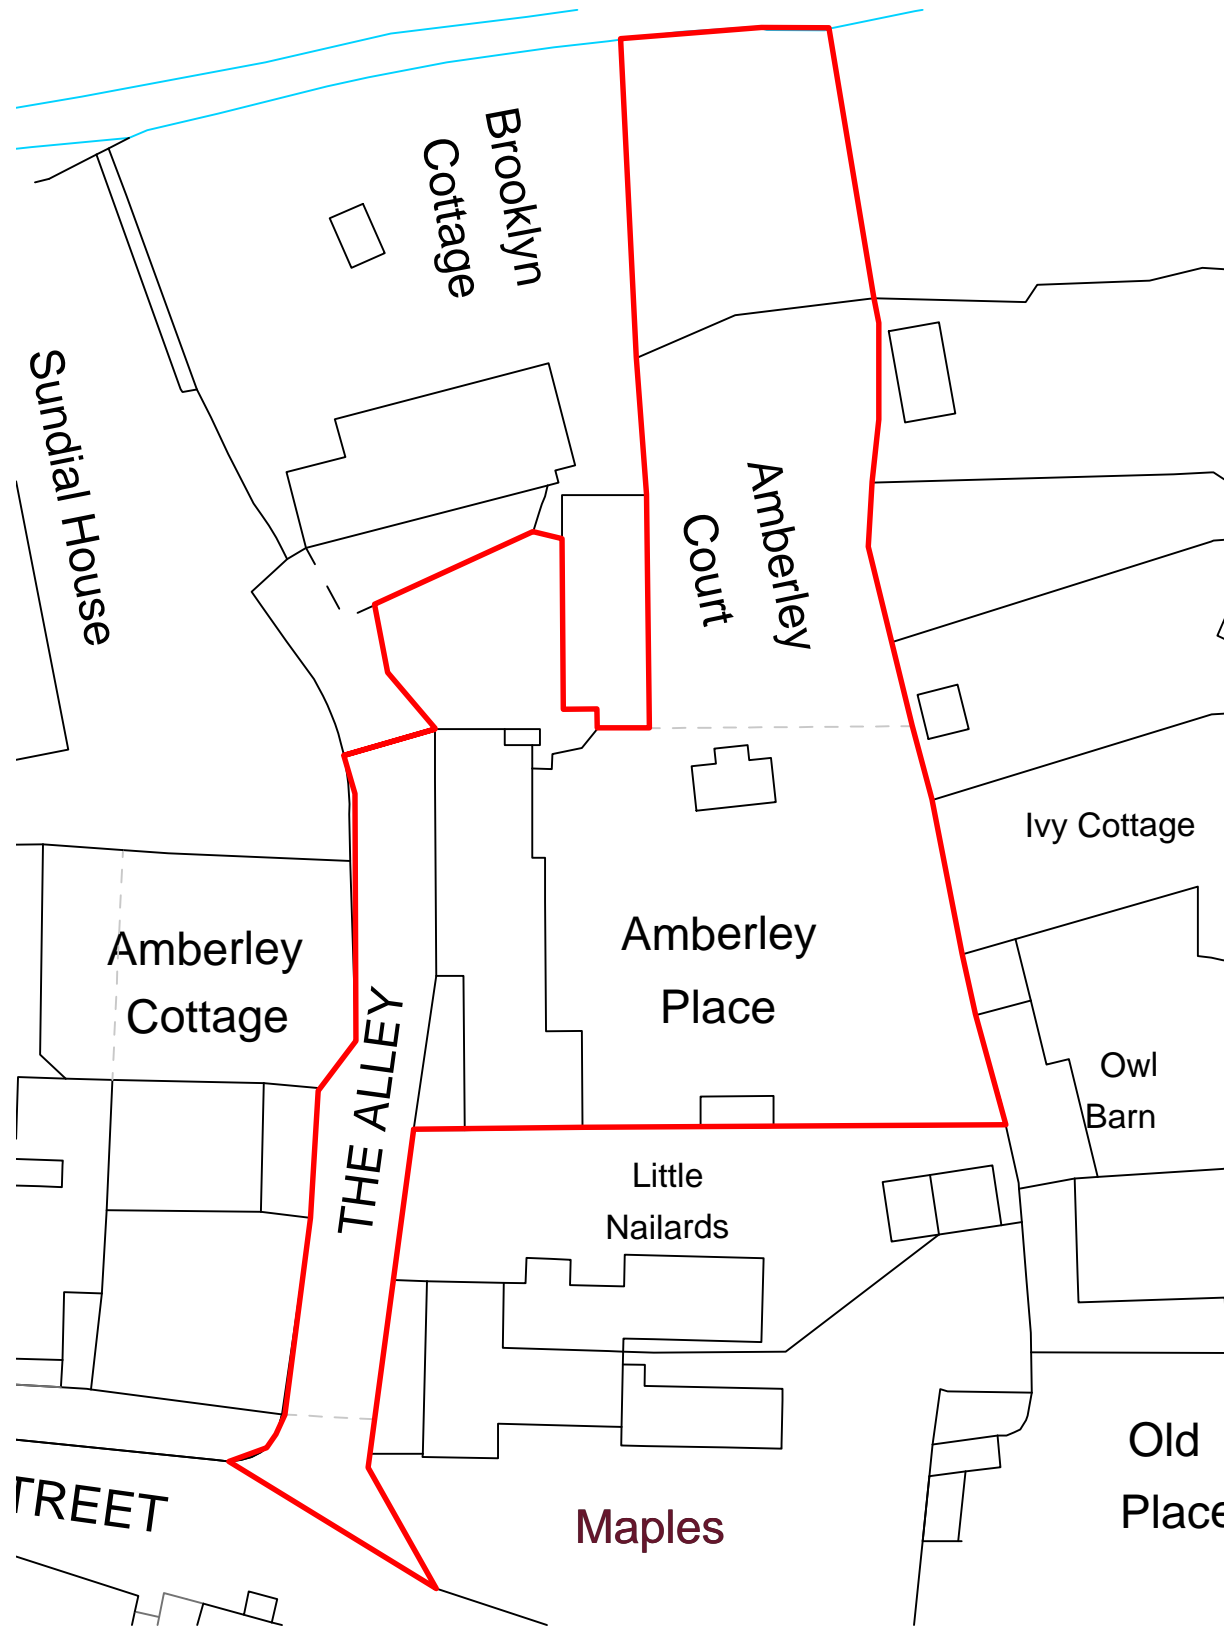 Brooklyn
Cottage
Sundial House
Amberley
Court
Ivy Cottage
Amberley
Place
Amberley
Cottage
THE ALLEY
Owl
Barn
Little
Nailards
Old
Place
TREET
Maples